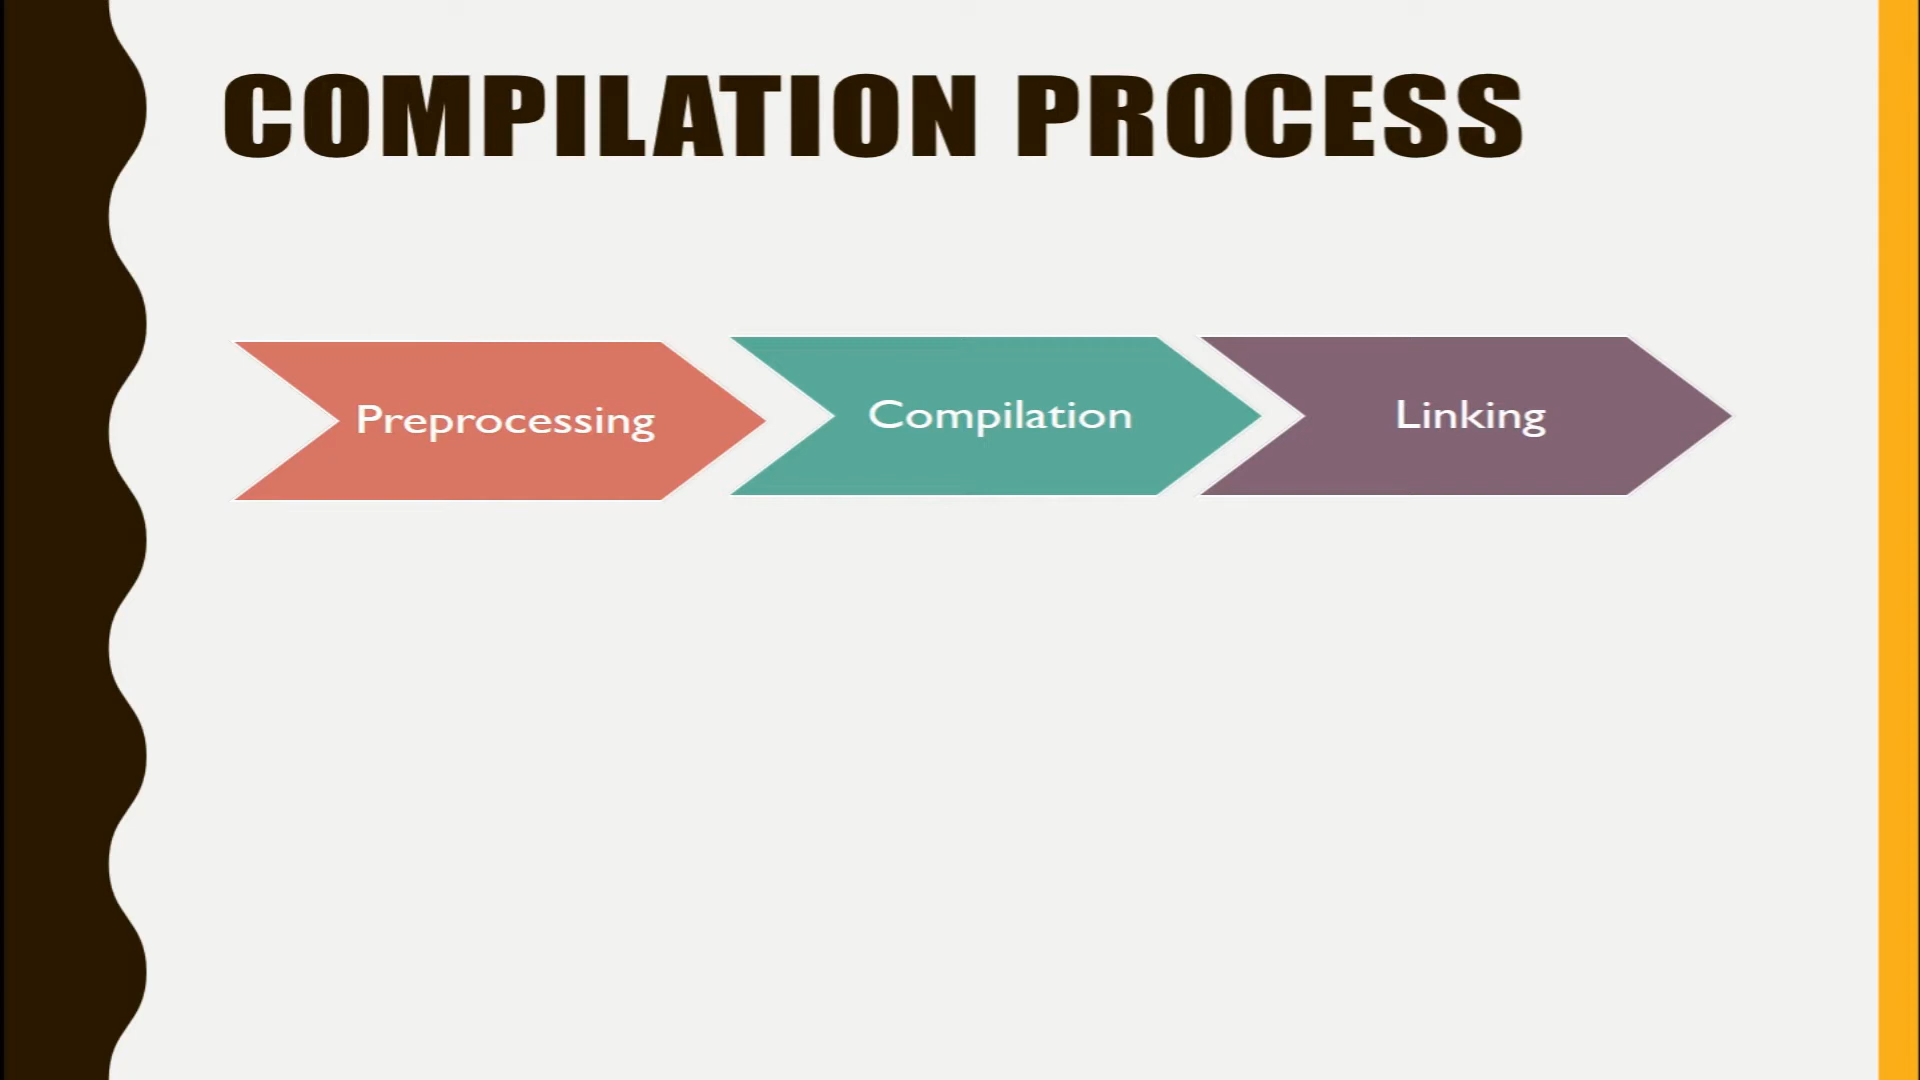 COMPILATION PROCESS
Preprocessing
Compilation
Linking